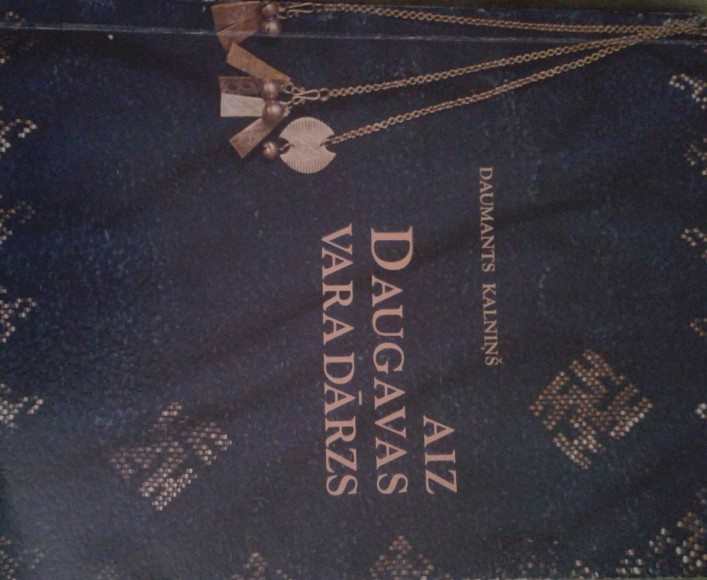 DAUMANTS KALNIŅŠ
AIZ
DAUGAVAS
VARA DĀRZS